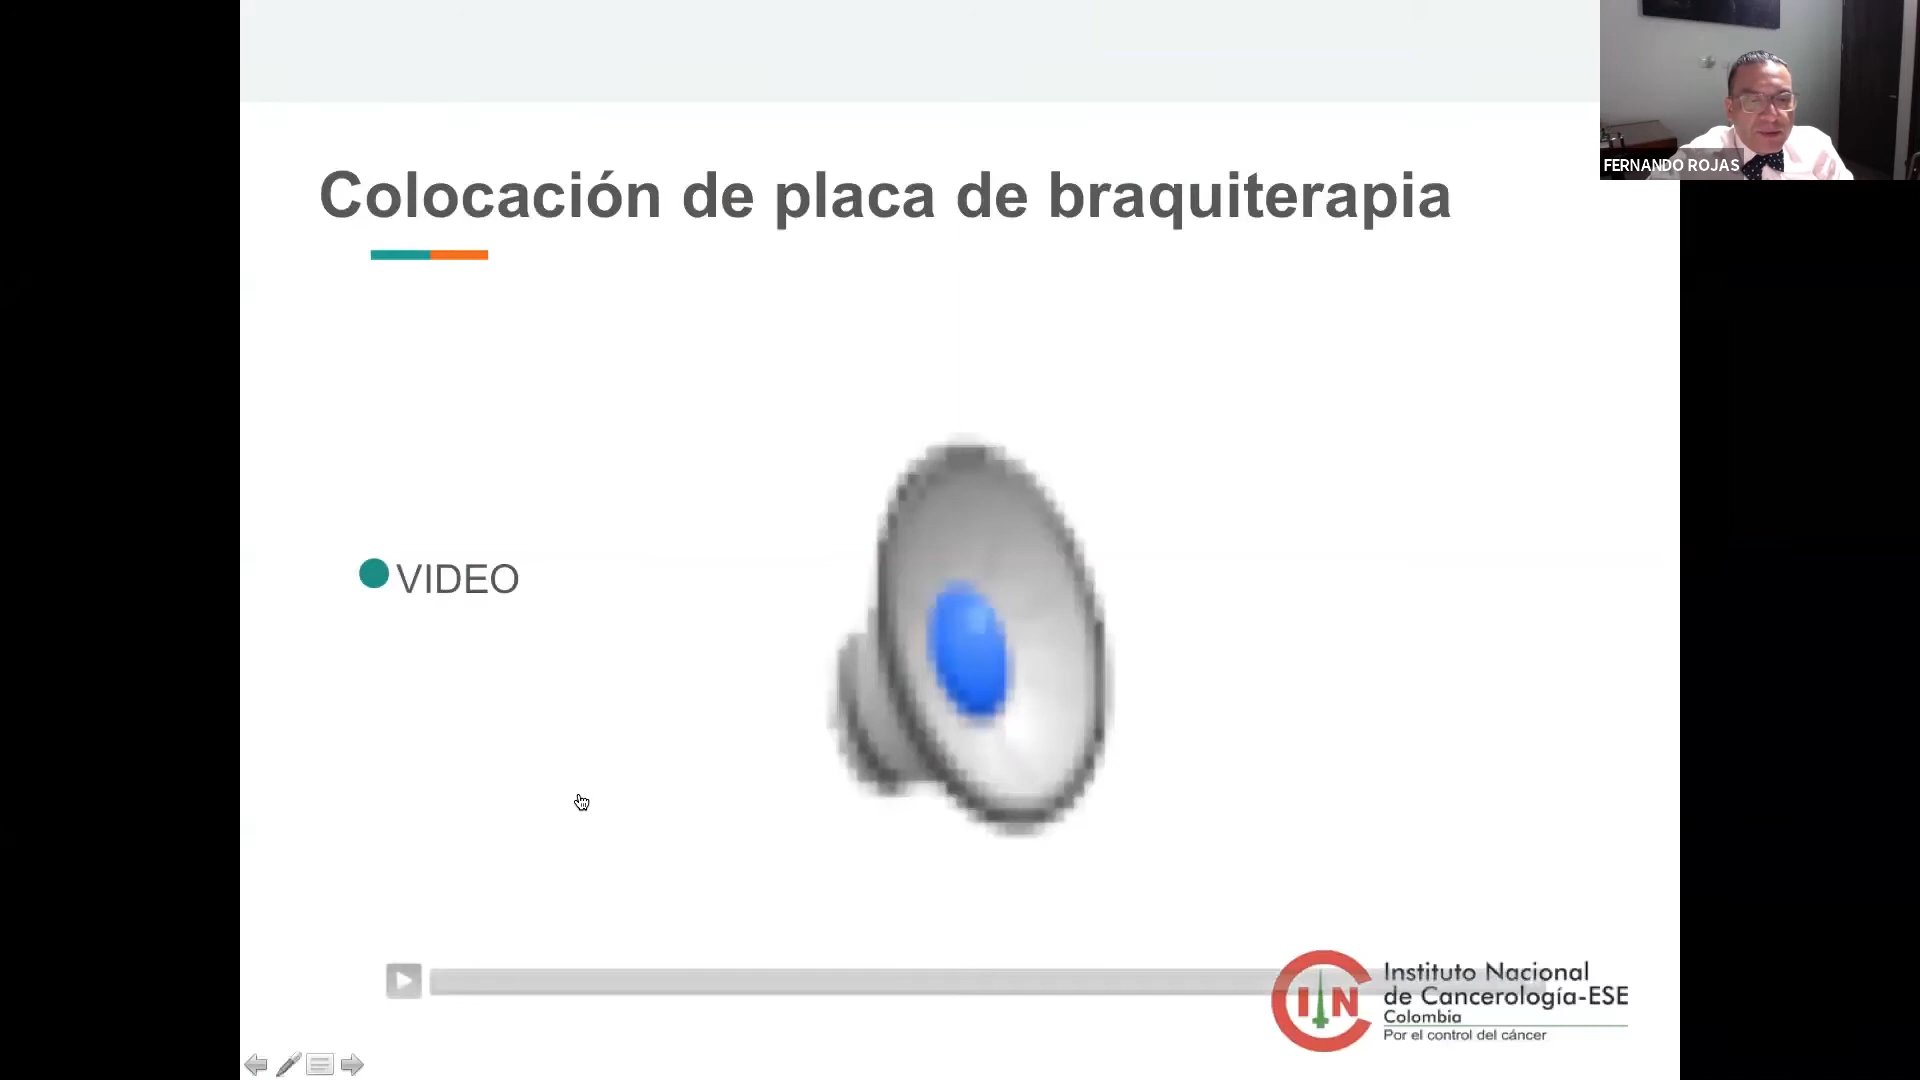 FERNANDO ROJAS
Colocación de placa de braquiterapia
VIDEO
CIN
Instituto Nacional
de Cancerología-ESE
Colombia
Por el control del cáncer